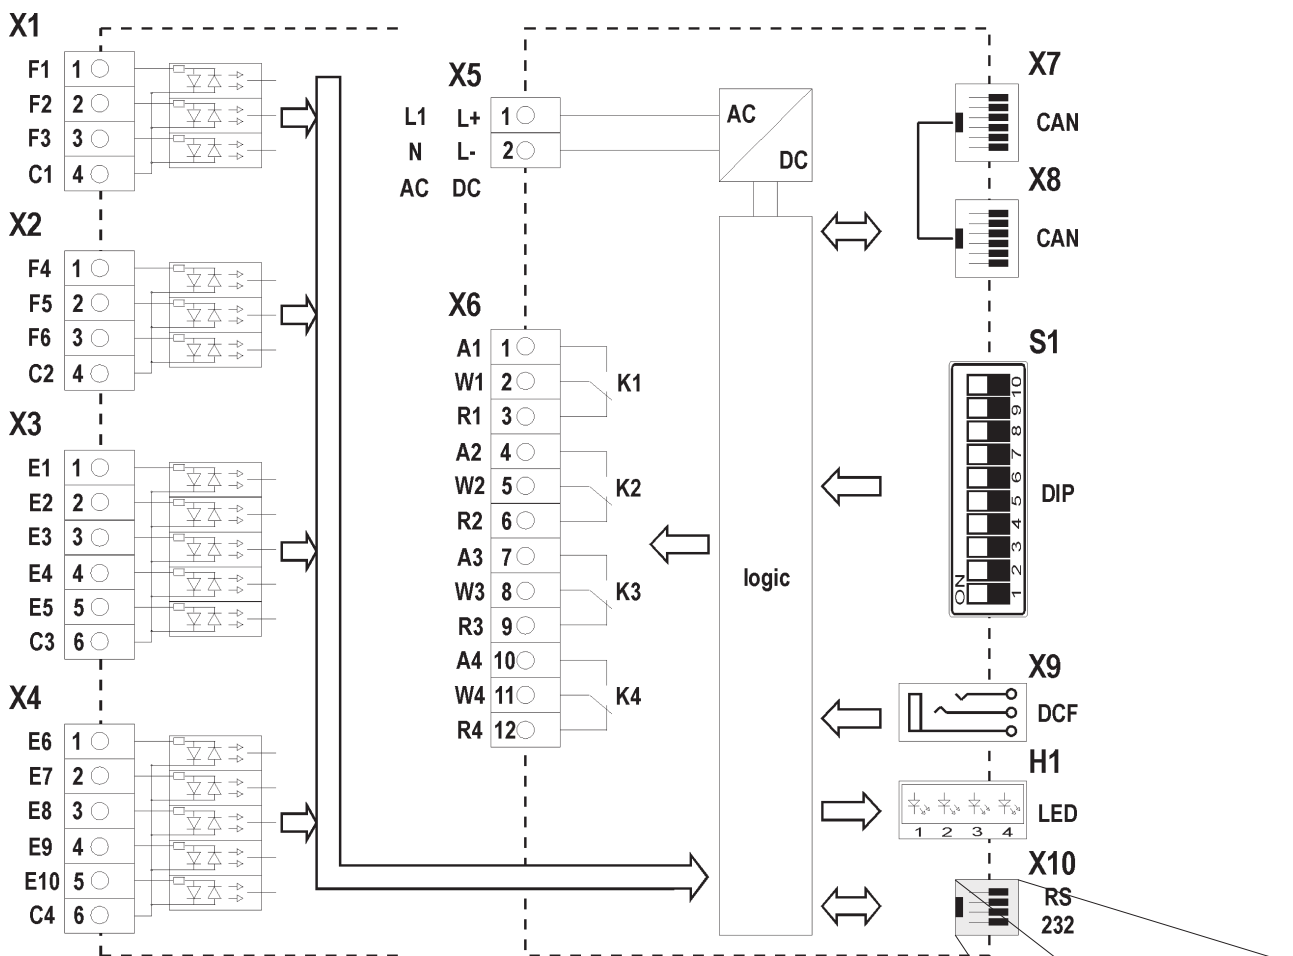 X1
F1 1
F2 2
F3 3
C1 4
X2
F4 1
F5 2
F6 3
C2 4
X3
E1 1
E2 2
E3 3
E4 4
E5 5
C3 6
X4
E6 1
E7 2
E8 3
E9 4
E10 5
C4 6
X5
L1 L+ 1
N L- 2
AC DC
AC
DC
X6
A1 1
W1 2 K1
R1 3
A2 4
W2 5 K2
R2 6
A3 7
W3 8 K3
R3 9
A4 10
W4 11 K4
R4 12
logic
X7
CAN
X8
CAN
S1
10
9
8
7
6
5
4
3
2
1
ON
DIP
X9
DCF
H1
LED
1 2 3 4
X10
RS
232